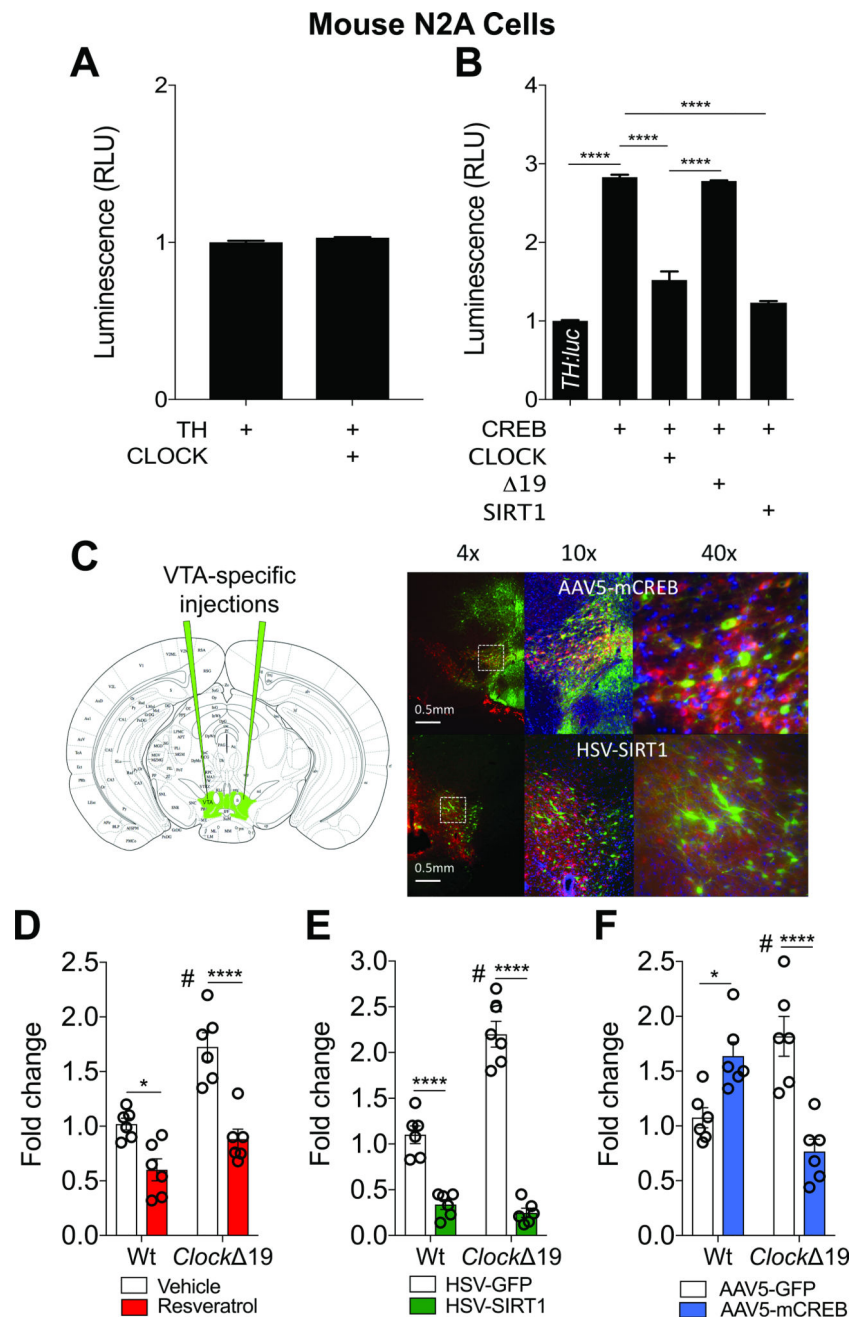 Mouse N2A Cells
A
Luminescence (RLU)
2
1
0
TH + +
CLOCK +
B
Luminescence (RLU)
4
3
2
1
0
****
****
****
****
TH:luc
CREB + + + +
CLOCK +
Δ19 +
SIRT1 +
C
VTA-specific
injections
VTA
4x 10x 40x
AAV5-mCREB
0.5mm
HSV-SIRT1
0.5mm
D
Fold change
2.5
2.0
1.5
1.0
0.5
0.0
*
# ****
Wt ClockΔ19
Vehicle
Resveratrol
E
Fold change
3.0
2.5
2.0
1.5
1.0
0.5
0.0
****
# ****
Wt ClockΔ19
HSV-GFP
HSV-SIRT1
F
Fold change
2.5
2.0
1.5
1.0
0.5
0.0
*
# ****
Wt ClockΔ19
AAV5-GFP
AAV5-mCREB